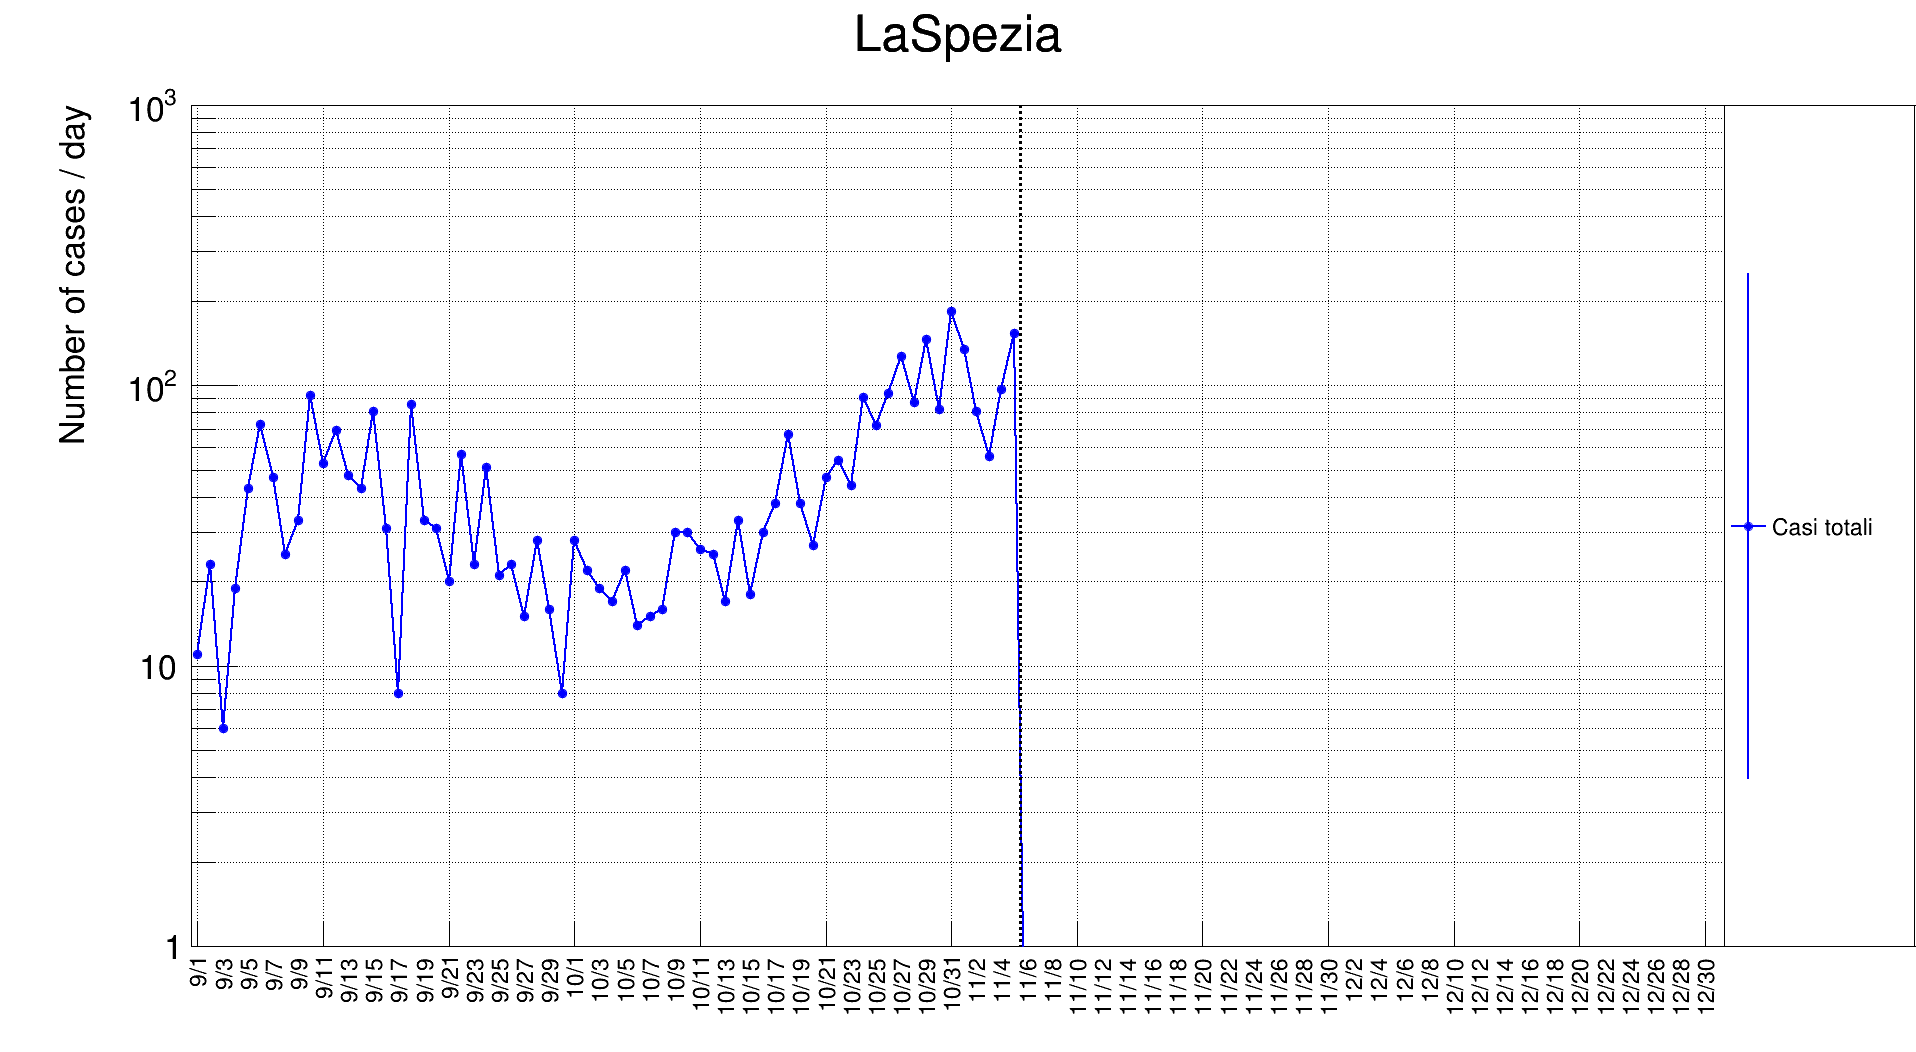 LaSpezia
Number of cases / day
10³
10²
10
1
9/1 9/3 9/5 9/7 9/9 9/11 9/13 9/15 9/17 9/19 9/21 9/23 9/25 9/27 9/29 10/1 10/3 10/5 10/7 10/9 10/11 10/13 10/15 10/17 10/19 10/21 10/23 10/25 10/27 10/29 10/31 11/2 11/4 11/6 11/8 11/10 11/12 11/14 11/16 11/18 11/20 11/22 11/24 11/26 11/28 11/30 12/2 12/4 12/6 12/8 12/10 12/12 12/14 12/16 12/18 12/20 12/22 12/24 12/26 12/28 12/30
Casi totali